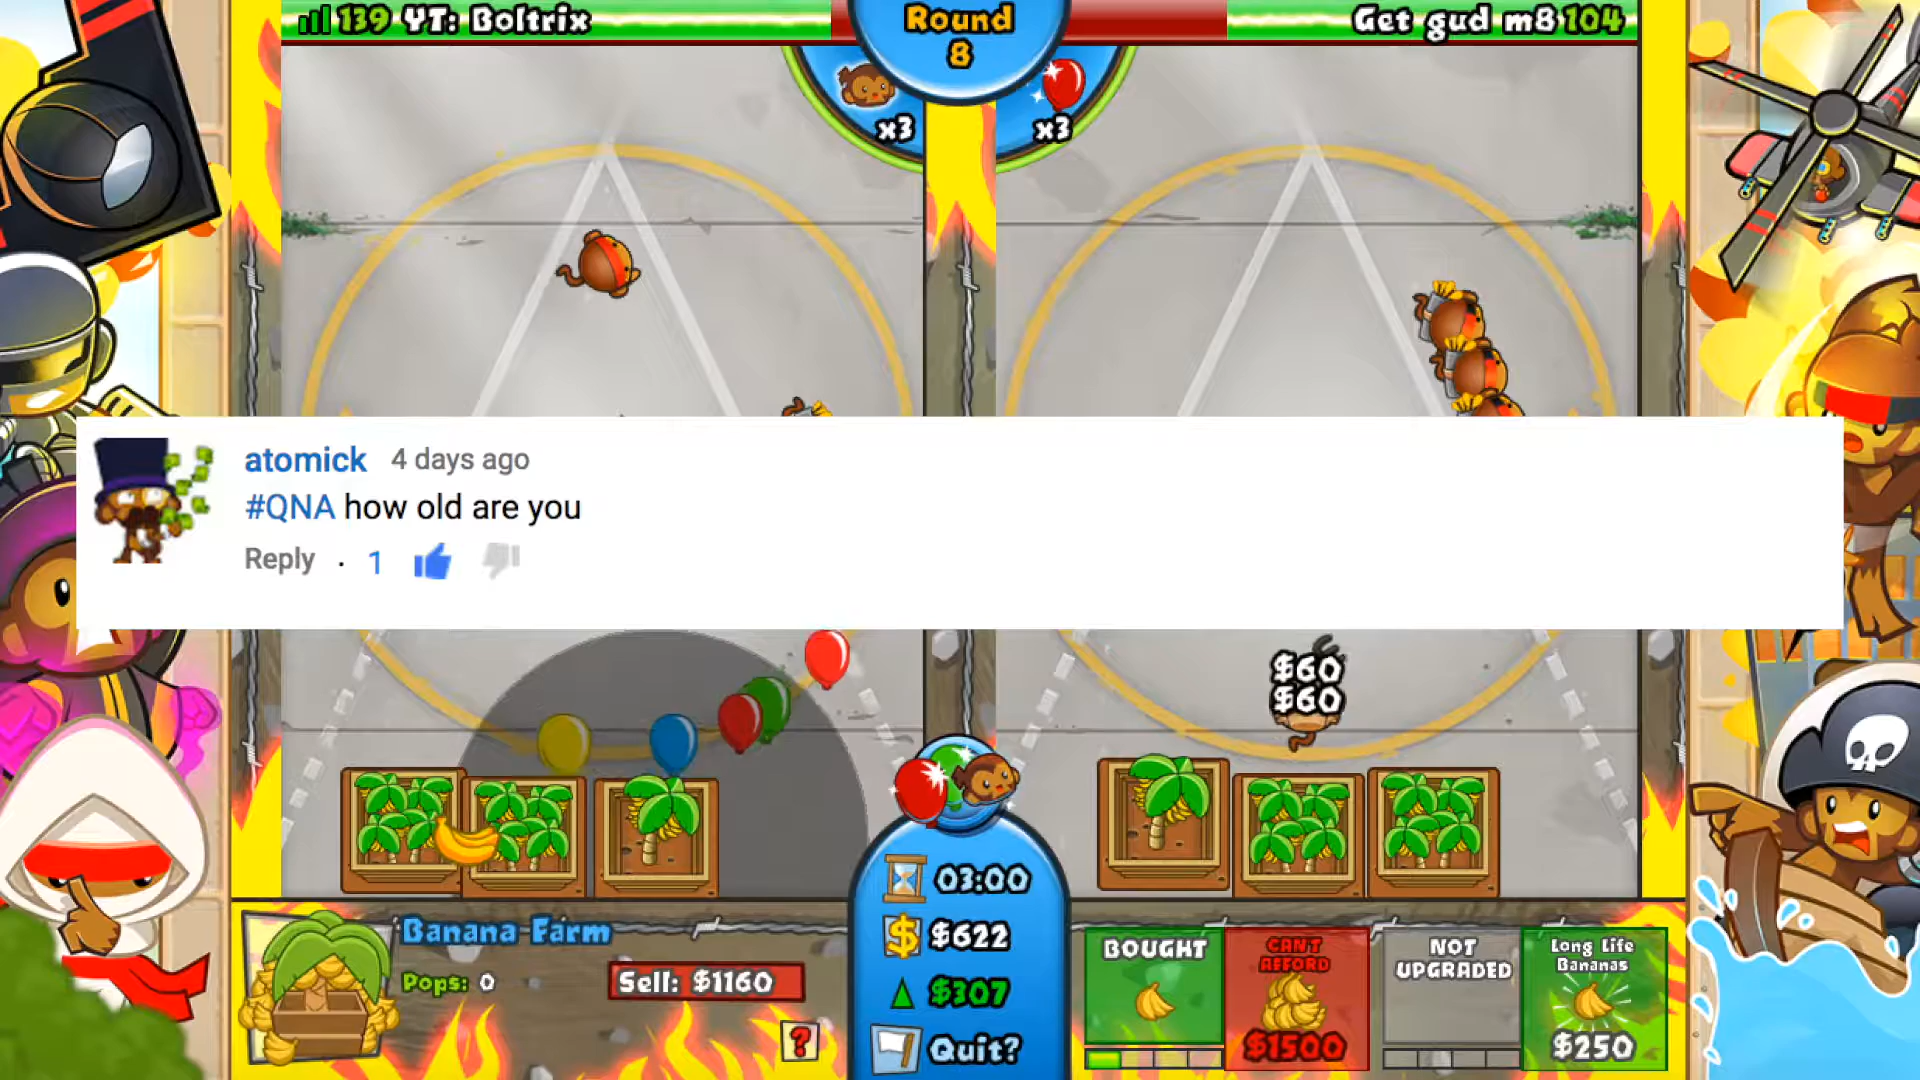 139 YT: Boltrix
Round
8
Get gud m8 104
x3
x3
atomick 4 days ago
#QNA how old are you
Reply · 1
$60
$60
Banana Farm
Pops: 0
Sell: $1160
?
03:00
$622
$307
Quit?
BOUGHT
CAN'T
AFFORD
$1500
NOT
UPGRADED
Long Life
Bananas
$250